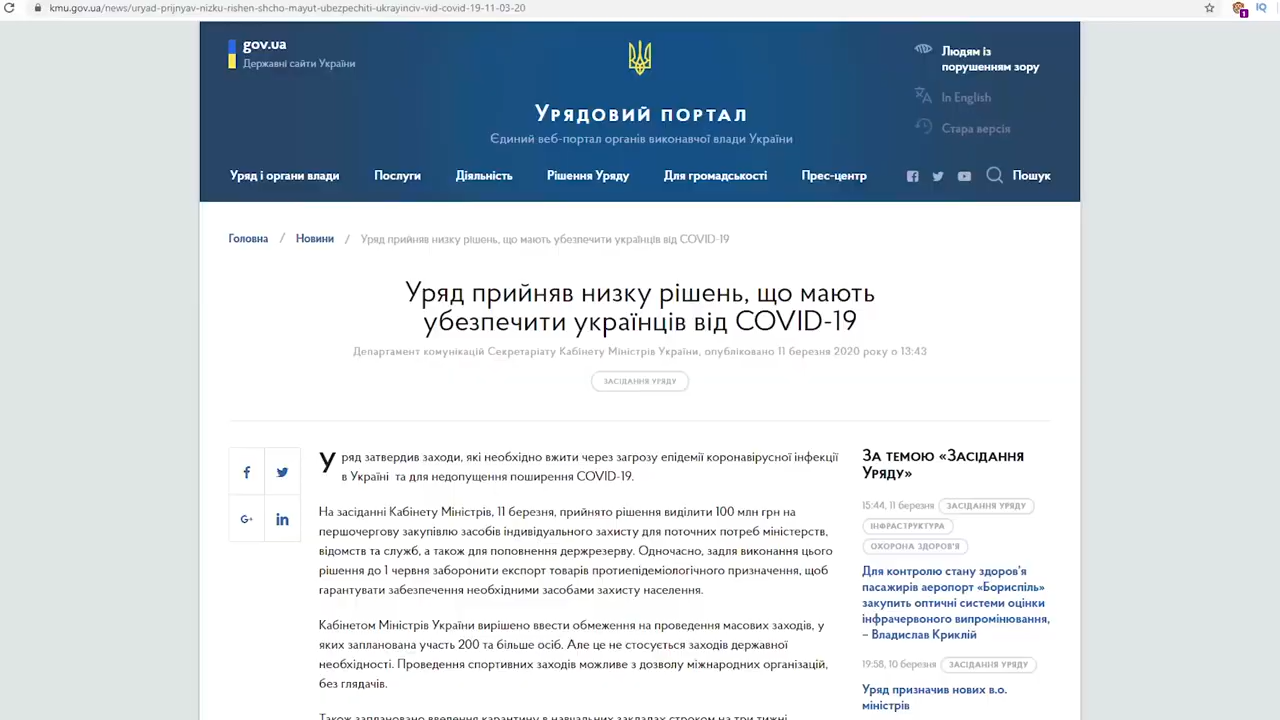 kmu.gov.ua/news/uryad-prijnyav-nizku-rishen-shcho-mayut-ubezpechiti-ukrayinciv-vid-covid-19-11-03-20
1
IQ
gov.ua
Державні сайти України
Людям із
порушенням зору
In English
Стара версія
Урядовий портал
Єдиний веб-портал органів виконавчої влади України
Уряд і органи влади
Послуги
Діяльність
Рішення Уряду
Для громадськості
Прес-центр
Пошук
Головна / Новини / Уряд прийняв низку рішень, що мають убезпечити українців від COVID-19
Уряд прийняв низку рішень, що мають
убезпечити українців від COVID-19
Департамент комунікацій Секретаріату Кабінету Міністрів України, опубліковано 11 березня 2020 року о 13:43
ЗАСІДАННЯ УРЯДУ
Уряд затвердив заходи, які необхідно вжити через загрозу епідемії коронавірусної інфекції
в Україні та для недопущення поширення COVID-19.
На засіданні Кабінету Міністрів, 11 березня, прийнято рішення виділити 100 млн грн на
першочергову закупівлю засобів індивідуального захисту для поточних потреб міністерств,
відомств та служб, а також для поповнення держрезерву. Одночасно, задля виконання цього
рішення до 1 червня заборонити експорт товарів протиепідеміологічного призначення, щоб
гарантувати забезпечення необхідними засобами захисту населення.
Кабінетом Міністрів України вирішено ввести обмеження на проведення масових заходів, у
яких запланована участь 200 та більше осіб. Але це не стосується заходів державної
необхідності. Проведення спортивних заходів можливе з дозволу міжнародних організацій,
без глядачів.
Також заплановано введення карантину в навчальних закладах строком на три тижні
За темою «Засідання
Уряду»
15:44, 11 березня ЗАСІДАННЯ УРЯДУ
ІНФРАСТРУКТУРА
ОХОРОНА ЗДОРОВ'Я
Для контролю стану здоров'я
пасажирів аеропорт «Бориспіль»
закупить оптичні системи оцінки
інфрачервоного випромінювання,
– Владислав Криклій
19:58, 10 березня ЗАСІДАННЯ УРЯДУ
Уряд призначив нових в.о.
міністрів